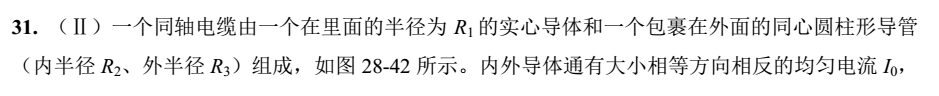 31. （Ⅱ）一个同轴电缆由一个在里面的半径为 R₁的实心导体和一个包裹在外面的同心圆柱形导管
（内半径 R₂、外半径 R₃）组成，如图 28-42 所示。内外导体通有大小相等方向相反的均匀电流 I₀，